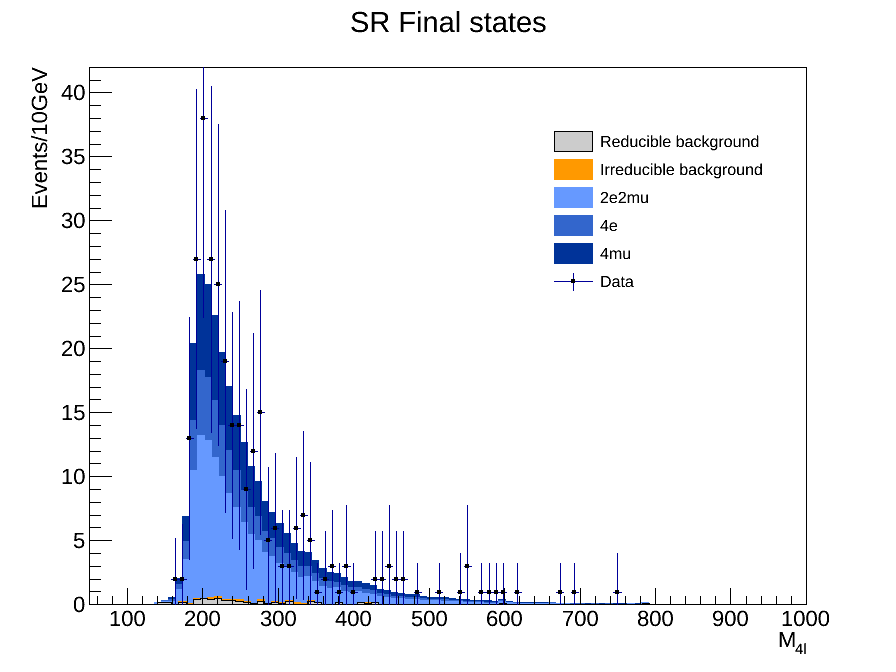 SR Final states
Events/10GeV
40
35
30
25
20
15
10
5
0
Reducible background
Irreducible background
2e2mu
4e
4mu
Data
100 200 300 400 500 600 700 800 900 1000
M4l